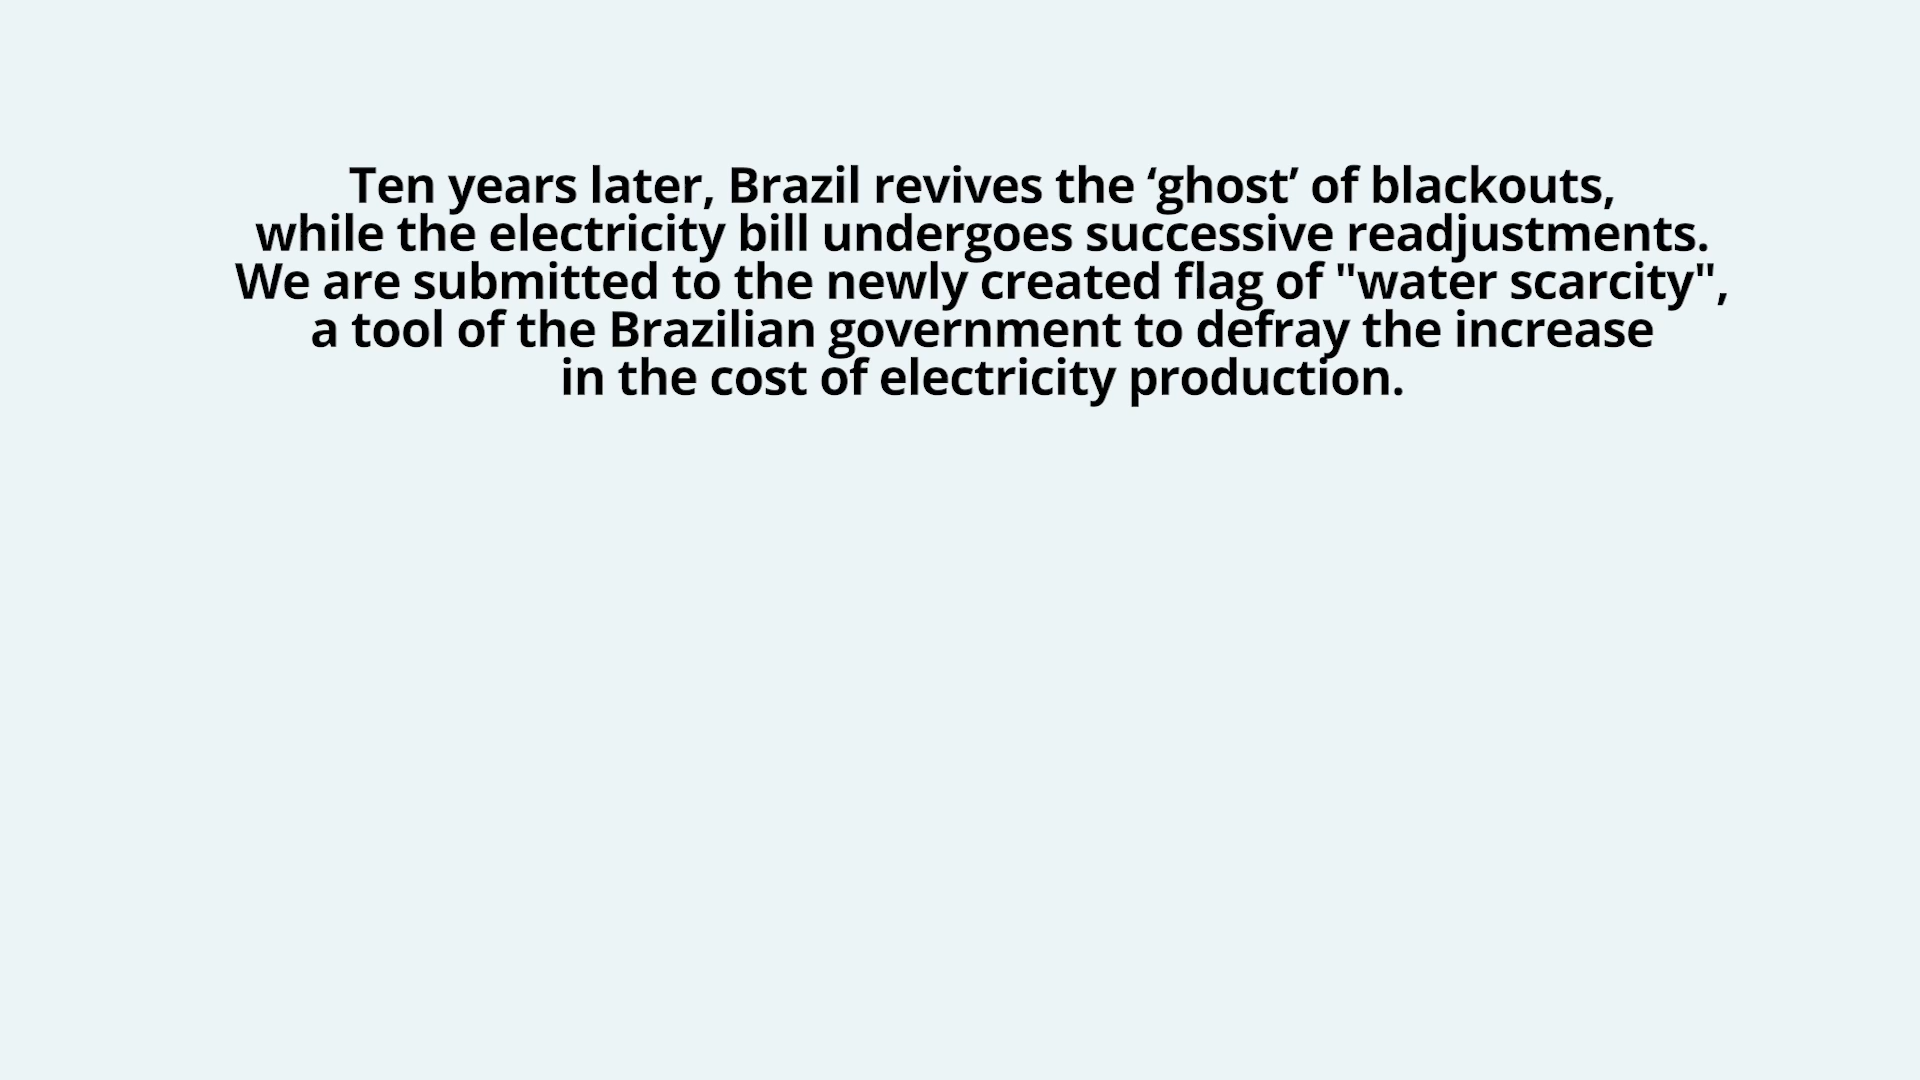 Ten years later, Brazil revives the ‘ghost’ of blackouts,
while the electricity bill undergoes successive readjustments.
We are submitted to the newly created flag of "water scarcity",
a tool of the Brazilian government to defray the increase
in the cost of electricity production.